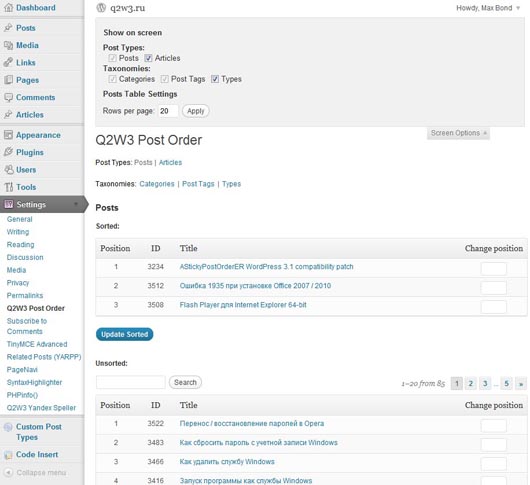 Dashboard
Posts
Media
Links
Pages
Comments
Articles
Appearance
Plugins
Users
Tools
Settings
General
Writing
Reading
Discussion
Media
Privacy
Permalinks
Q2W3 Post Order
Subscribe to
Comments
TinyMCE Advanced
Related Posts (YARPP)
PageNavi
SyntaxHighlighter
PHPInfo()
Q2W3 Yandex Speller
Custom Post
Types
Code Insert
Collapse menu
q2w3.ru Howdy, Max Bond
Show on screen
Post Types:
Posts Articles
Taxonomies:
Categories Post Tags Types
Posts Table Settings
Rows per page: 20 Apply
Screen Options
Q2W3 Post Order
Post Types: Posts | Articles
Taxonomies: Categories | Post Tags | Types
Posts
Sorted:
Position ID Title Change position
1 3234 AStickyPostOrderER WordPress 3.1 compatibility patch
2 3512 Ошибка 1935 при установке Office 2007 / 2010
3 3508 Flash Player для Internet Explorer 64-bit
Update Sorted
Unsorted:
Search 1–20 from 85 1 2 3 ... 5 »
Position ID Title Change position
1 3522 Перенос / восстановление паролей в Opera
2 3483 Как сбросить пароль с учетной записи Windows
3 3466 Как удалить службу Windows
4 3416 Запуск программы как службы Windows